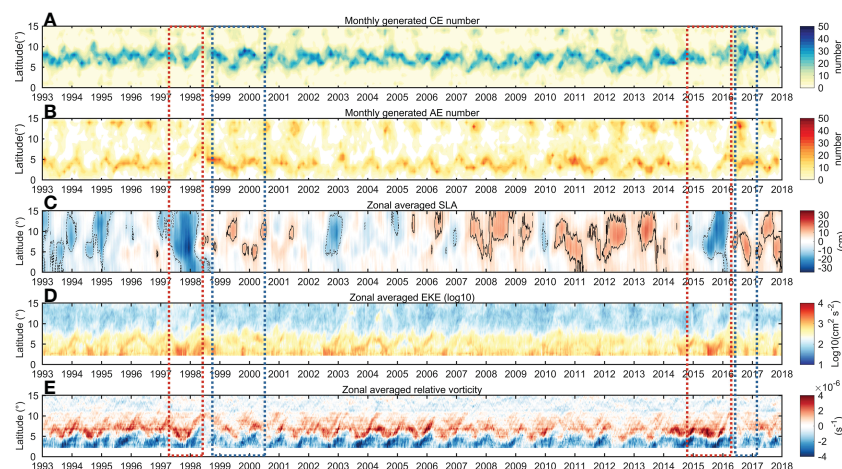 A
Monthly generated CE number
Latitude(°)
15
10
5
0
1993 1994 1995 1996 1997 1998 1999 2000 2001 2002 2003 2004 2005 2006 2007 2008 2009 2010 2011 2012 2013 2014 2015 2016 2017 2018
50
40
30
20
10
0
number
B
Monthly generated AE number
Latitude(°)
15
10
5
0
1993 1994 1995 1996 1997 1998 1999 2000 2001 2002 2003 2004 2005 2006 2007 2008 2009 2010 2011 2012 2013 2014 2015 2016 2017 2018
50
40
30
20
10
0
number
C
Zonal averaged SLA
Latitude (°)
15
10
5
0
1993 1994 1995 1996 1997 1998 1999 2000 2001 2002 2003 2004 2005 2006 2007 2008 2009 2010 2011 2012 2013 2014 2015 2016 2017 2018
30
20
10
0
-10
-20
-30
(cm)
D
Zonal averaged EKE (log10)
Latitude (°)
15
10
5
0
1993 1994 1995 1996 1997 1998 1999 2000 2001 2002 2003 2004 2005 2006 2007 2008 2009 2010 2011 2012 2013 2014 2015 2016 2017 2018
4
3
2
1
Log10(cm² s⁻²)
E
Zonal averaged relative vorticity
Latitude (°)
15
10
5
0
1993 1994 1995 1996 1997 1998 1999 2000 2001 2002 2003 2004 2005 2006 2007 2008 2009 2010 2011 2012 2013 2014 2015 2016 2017 2018
×10⁻⁶
4
2
0
-2
-4
(s⁻¹)